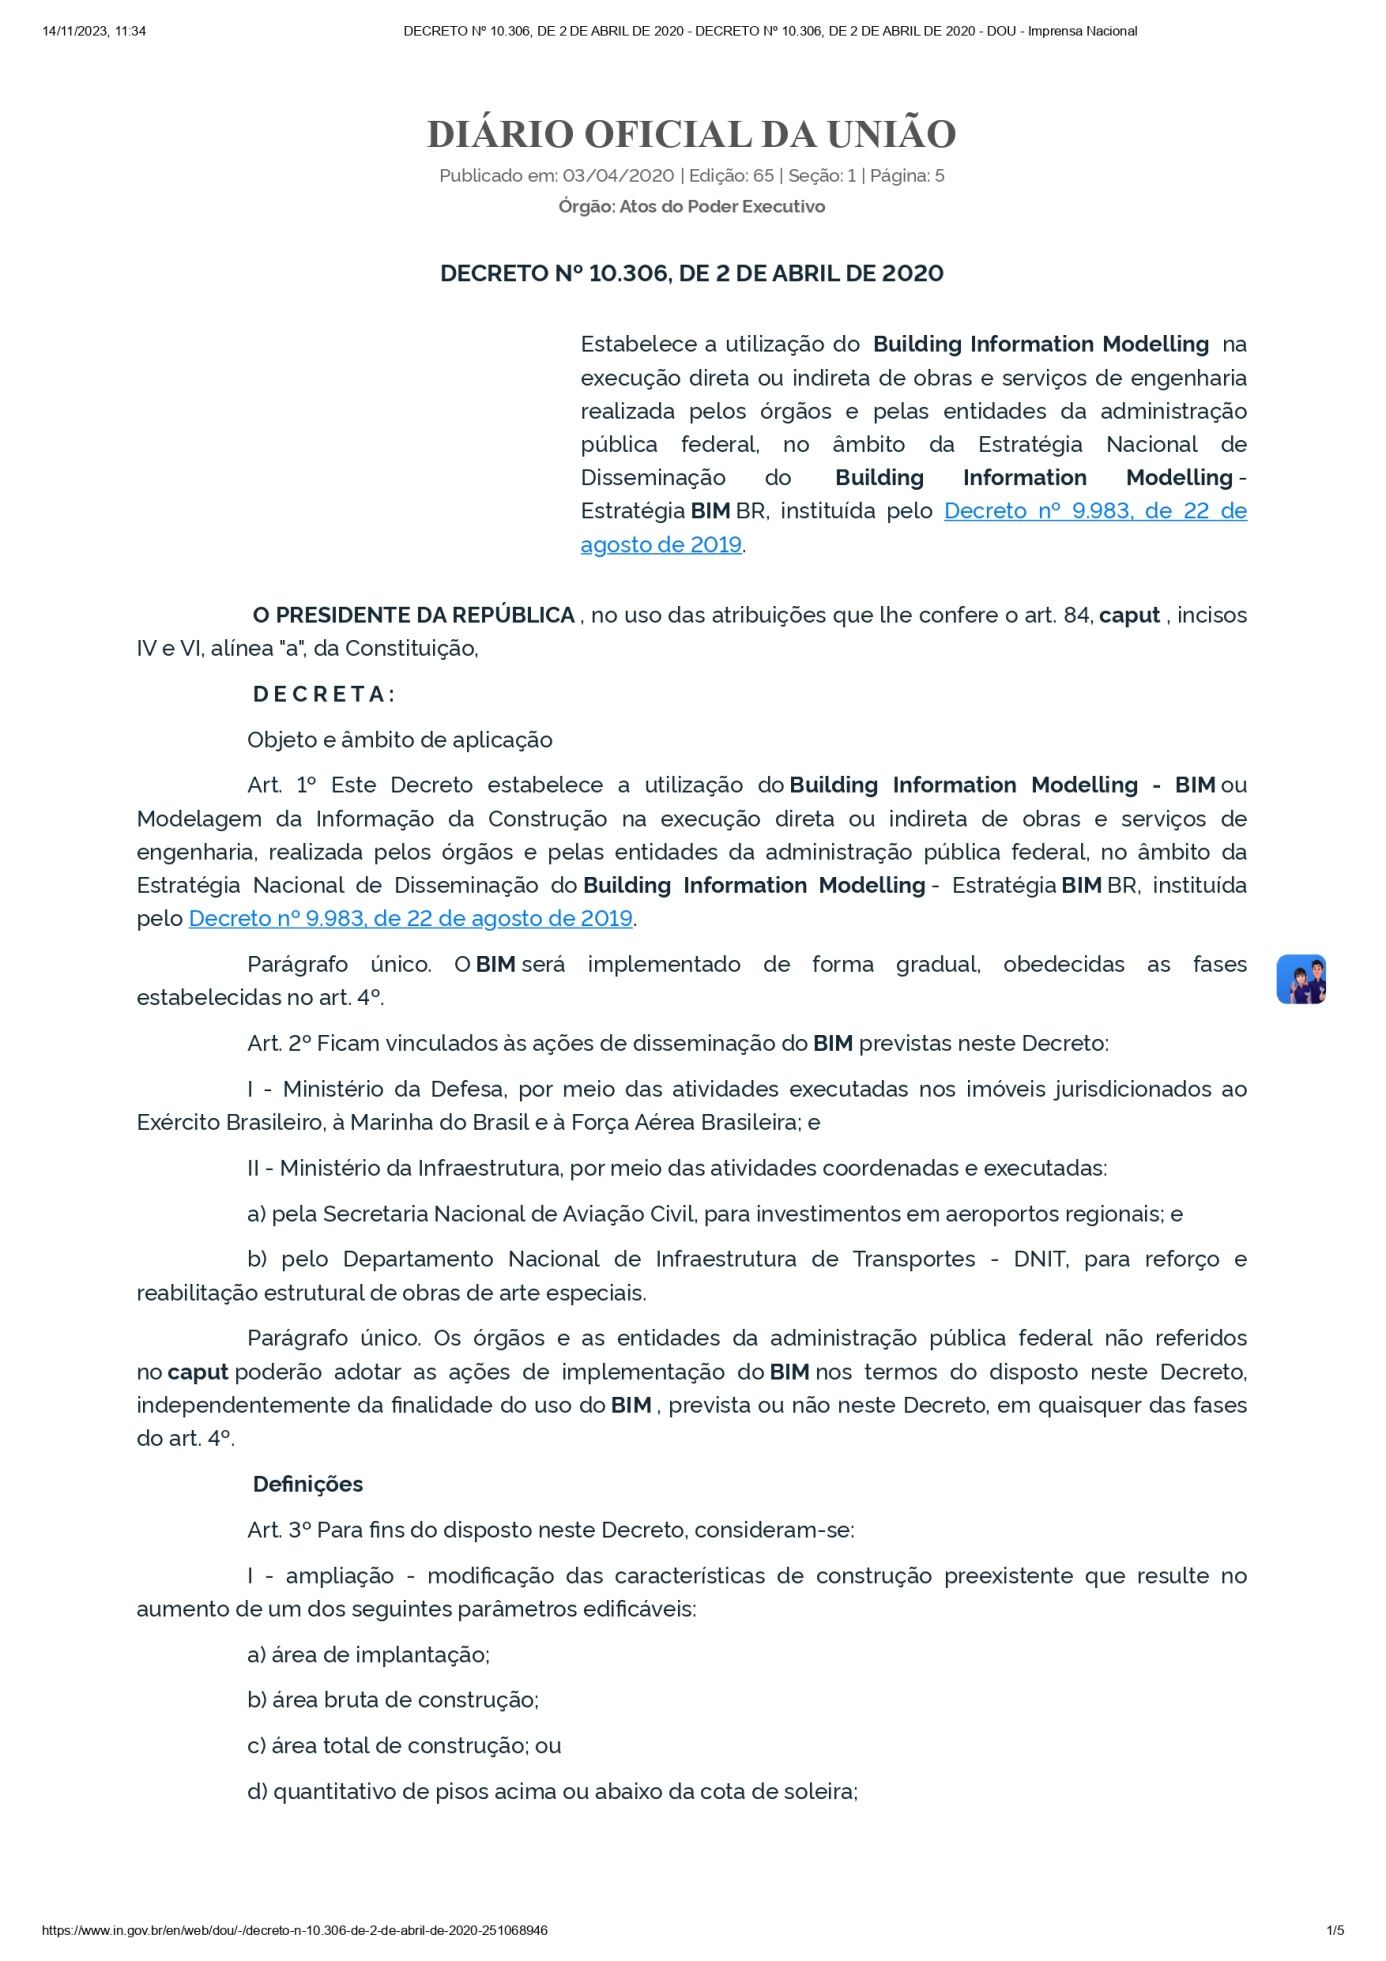 14/11/2023, 11:34 DECRETO Nº 10.306, DE 2 DE ABRIL DE 2020 - DECRETO Nº 10.306, DE 2 DE ABRIL DE 2020 - DOU - Imprensa Nacional
DIÁRIO OFICIAL DA UNIÃO
Publicado em: 03/04/2020 | Edição: 65 | Seção: 1 | Página: 5
Órgão: Atos do Poder Executivo
DECRETO Nº 10.306, DE 2 DE ABRIL DE 2020
Estabelece a utilização do Building Information Modelling na
execução direta ou indireta de obras e serviços de engenharia
realizada pelos órgãos e pelas entidades da administração
pública federal, no âmbito da Estratégia Nacional de
Disseminação do Building Information Modelling -
Estratégia BIM BR, instituída pelo Decreto nº 9.983, de 22 de
agosto de 2019.
O PRESIDENTE DA REPÚBLICA , no uso das atribuições que lhe confere o art. 84, caput , incisos
IV e VI, alínea "a", da Constituição,
D E C R E T A :
Objeto e âmbito de aplicação
Art. 1º Este Decreto estabelece a utilização do Building Information Modelling - BIM ou
Modelagem da Informação da Construção na execução direta ou indireta de obras e serviços de
engenharia, realizada pelos órgãos e pelas entidades da administração pública federal, no âmbito da
Estratégia Nacional de Disseminação do Building Information Modelling - Estratégia BIM BR, instituída
pelo Decreto nº 9.983, de 22 de agosto de 2019.
Parágrafo único. O BIM será implementado de forma gradual, obedecidas as fases
estabelecidas no art. 4º.
Art. 2º Ficam vinculados às ações de disseminação do BIM previstas neste Decreto:
I - Ministério da Defesa, por meio das atividades executadas nos imóveis jurisdicionados ao
Exército Brasileiro, à Marinha do Brasil e à Força Aérea Brasileira; e
II - Ministério da Infraestrutura, por meio das atividades coordenadas e executadas:
a) pela Secretaria Nacional de Aviação Civil, para investimentos em aeroportos regionais; e
b) pelo Departamento Nacional de Infraestrutura de Transportes - DNIT, para reforço e
reabilitação estrutural de obras de arte especiais.
Parágrafo único. Os órgãos e as entidades da administração pública federal não referidos
no caput poderão adotar as ações de implementação do BIM nos termos do disposto neste Decreto,
independentemente da finalidade do uso do BIM , prevista ou não neste Decreto, em quaisquer das fases
do art. 4º.
Definições
Art. 3º Para fins do disposto neste Decreto, consideram-se:
I - ampliação - modificação das características de construção preexistente que resulte no
aumento de um dos seguintes parâmetros edificáveis:
a) área de implantação;
b) área bruta de construção;
c) área total de construção; ou
d) quantitativo de pisos acima ou abaixo da cota de soleira;
https://www.in.gov.br/en/web/dou/-/decreto-n-10.306-de-2-de-abril-de-2020-251068946 1/5